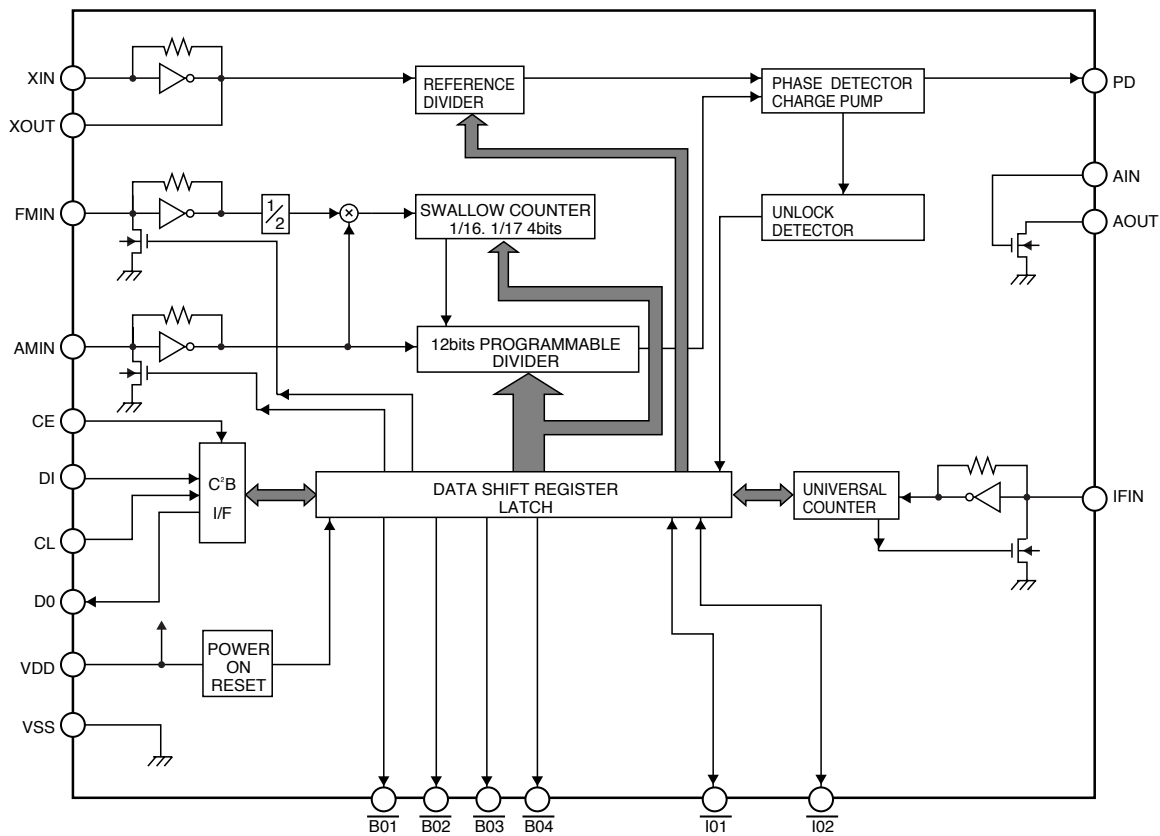 XIN
REFERENCE
DIVIDER
PHASE DETECTOR
CHARGE PUMP
PD
XOUT
AIN
FMIN
1/2
×
SWALLOW COUNTER
1/16. 1/17 4bits
UNLOCK
DETECTOR
AOUT
AMIN
12bits PROGRAMMABLE
DIVIDER
CE
DI
C²B
I/F
DATA SHIFT REGISTER
LATCH
UNIVERSAL
COUNTER
IFIN
CL
D0
VDD
POWER
ON
RESET
VSS
B01
B02
B03
B04
I01
I02